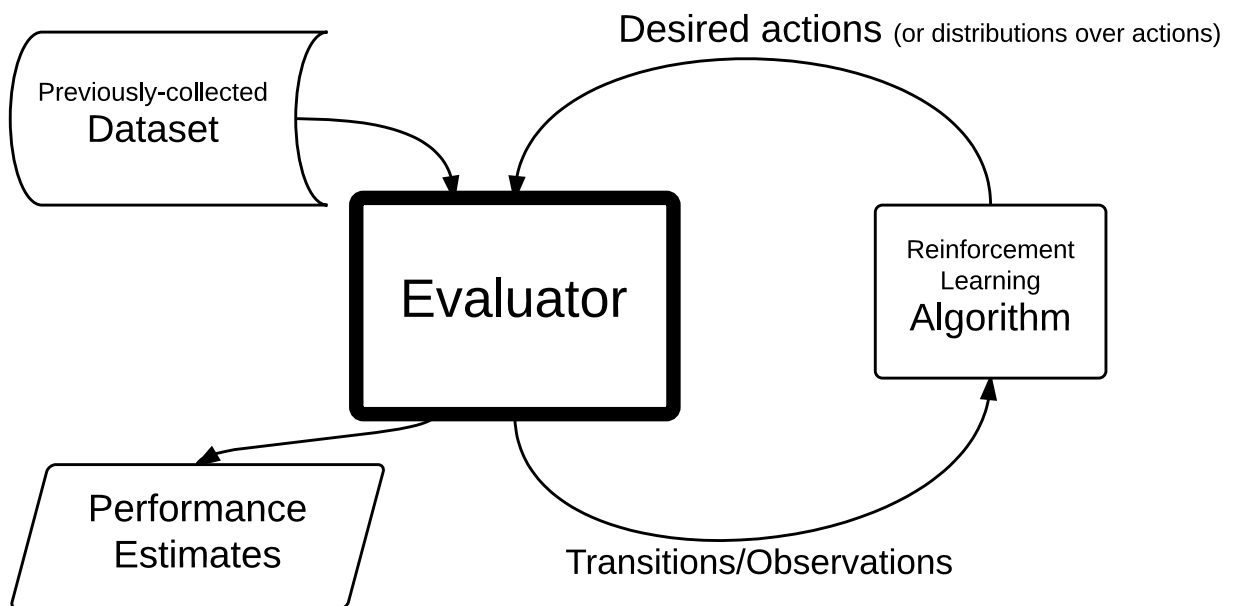 Desired actions (or distributions over actions)
Previously-collected
Dataset
Evaluator
Reinforcement
Learning
Algorithm
Performance
Estimates
Transitions/Observations